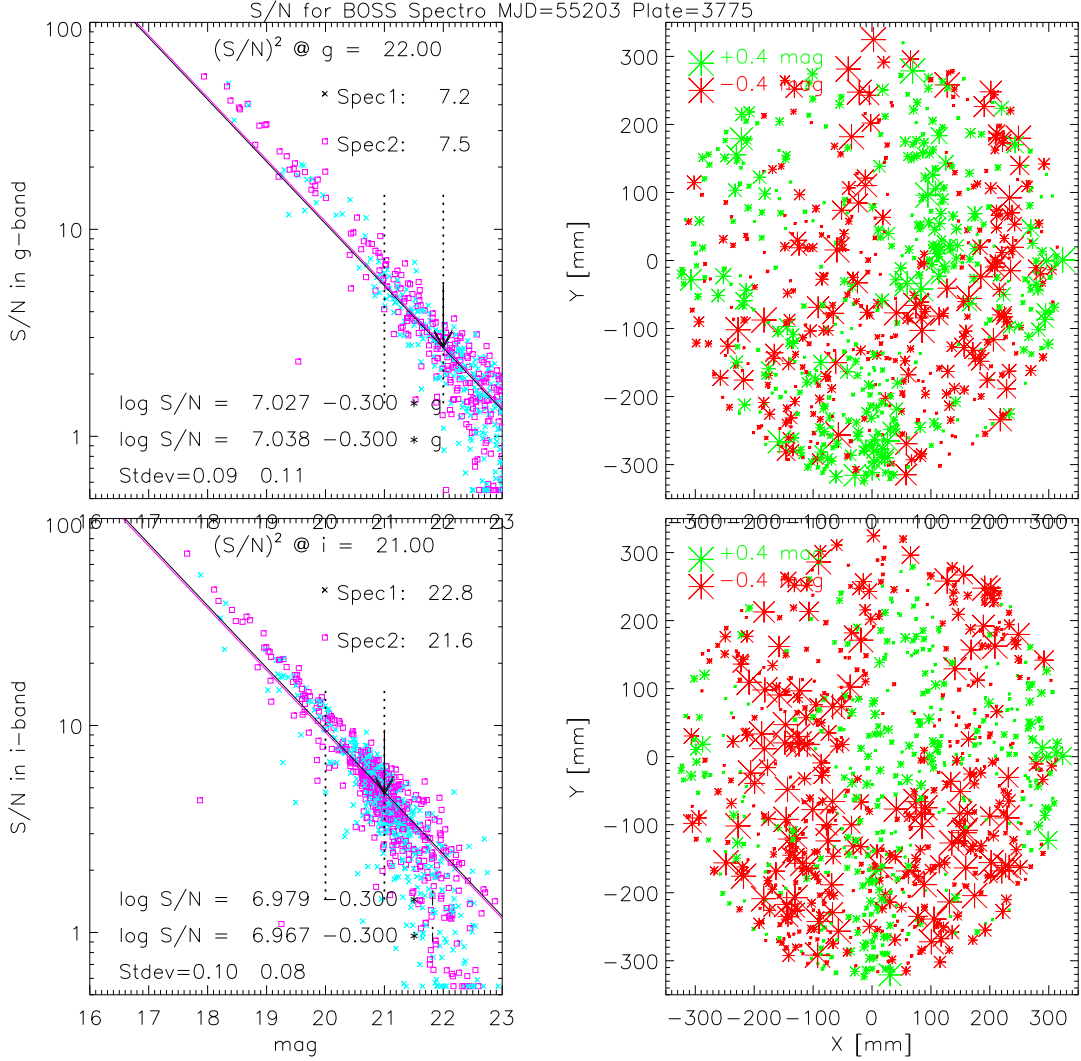 S/N for BOSS Spectro MJD=55203 Plate=3775
100
10
1
S/N in g-band
(S/N)² @ g = 22.00
× Spec1: 7.2
Spec2: 7.5
log S/N = 7.027 −0.300 * g
log S/N = 7.038 −0.300 * g
Stdev=0.09 0.11
16 17 18 19 20 21 22 23
+0.4 mag
−0.4 mag
300
200
100
0
−100
−200
−300
Y [mm]
−300 −200 −100 0 100 200 300
100
10
1
S/N in i-band
(S/N)² @ i = 21.00
× Spec1: 22.8
Spec2: 21.6
log S/N = 6.979 −0.300 * i
log S/N = 6.967 −0.300 * i
Stdev=0.10 0.08
16 17 18 19 20 21 22 23
mag
+0.4 mag
−0.4 mag
300
200
100
0
−100
−200
−300
Y [mm]
−300 −200 −100 0 100 200 300
X [mm]